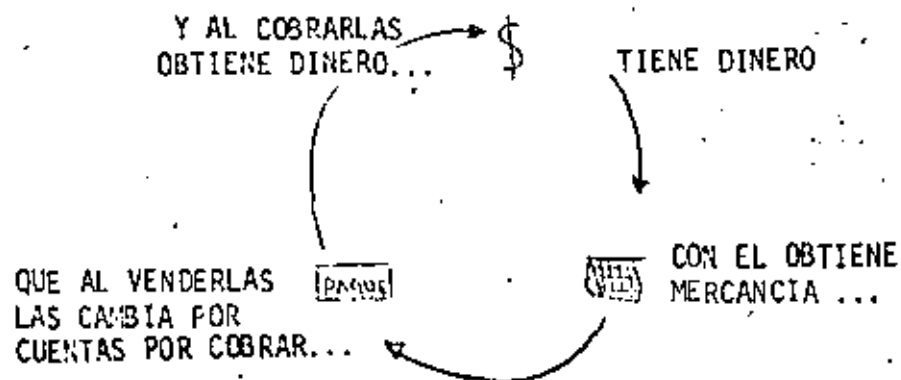 Y AL COBRARLAS
OBTIENE DINERO...
$
TIENE DINERO
CON EL OBTIENE
MERCANCIA ...
QUE AL VENDERLAS
LAS CAMBIA POR
CUENTAS POR COBRAR...